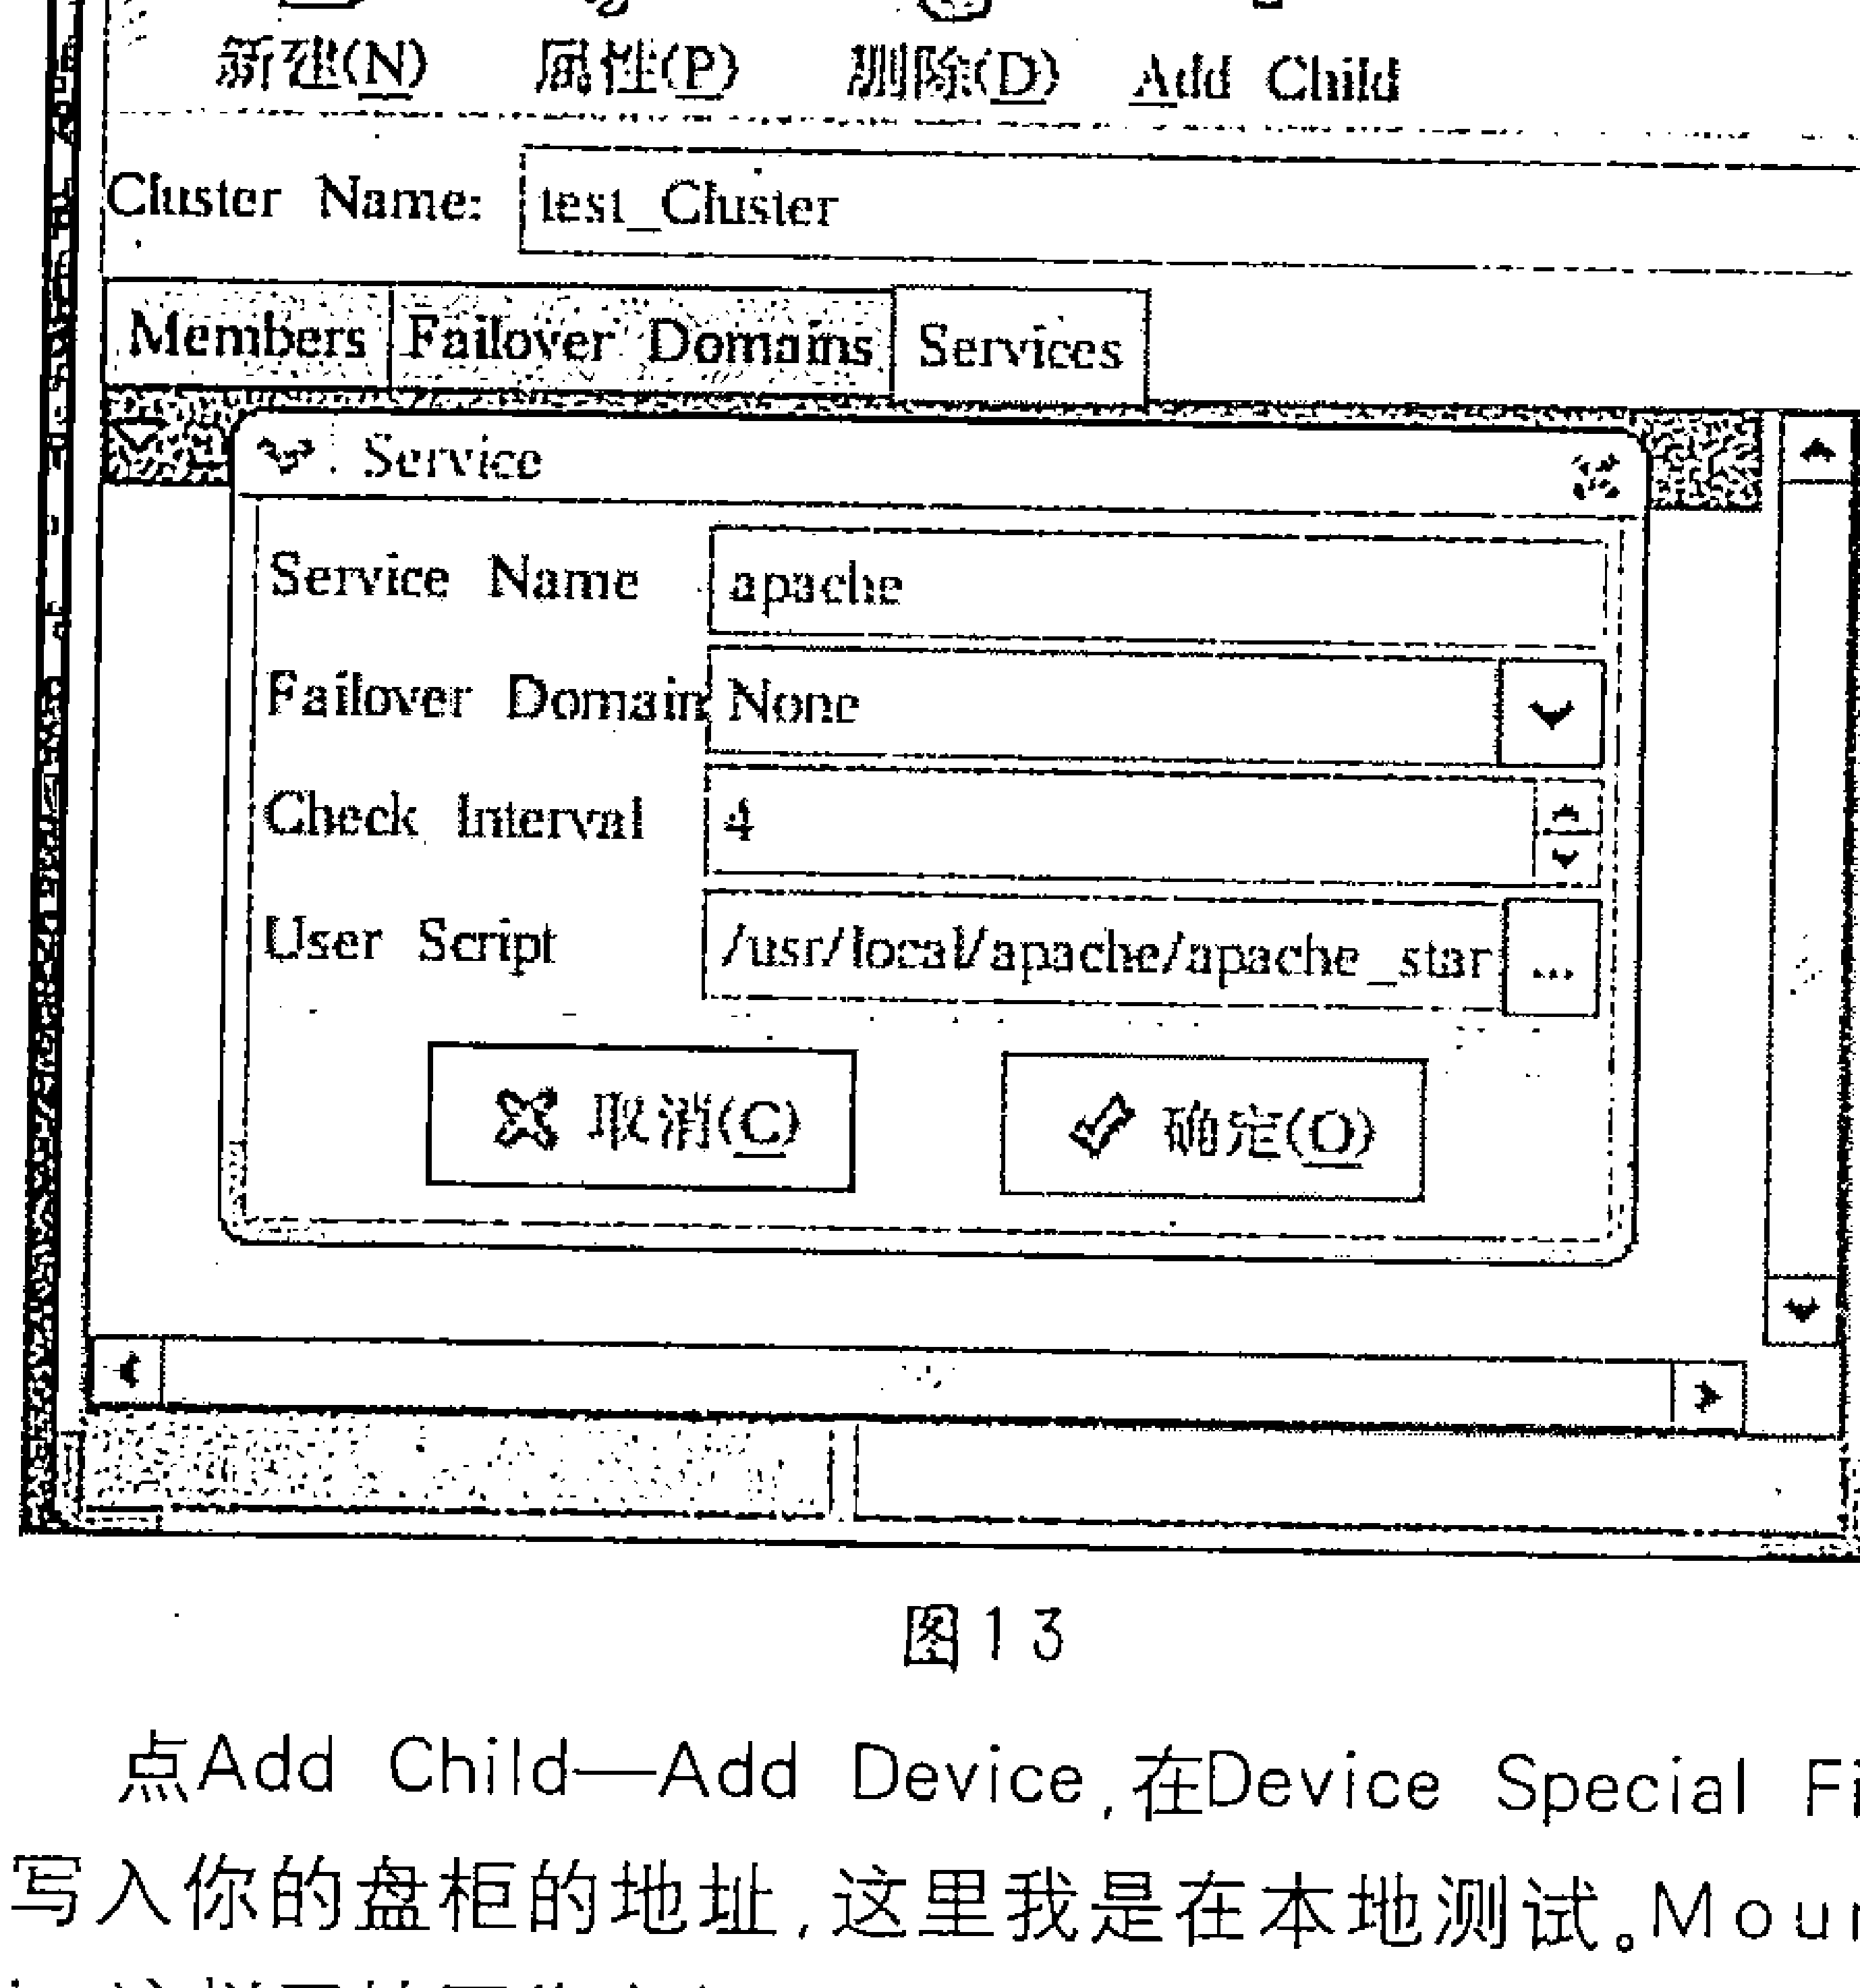 新建(N) 属性(P) 删除(D) Add Child
Cluster Name: test_Cluster
Members Failover Domains Services
Service
Service Name apache
Failover Domain None
Check Interval 4
User Script /usr/local/apache/apache_star ...
取消(C) 确定(O)
图13
点Add Child—Add Device,在Device Special Fi
写入你的盘柜的地址,这里我是在本地测试。Moun